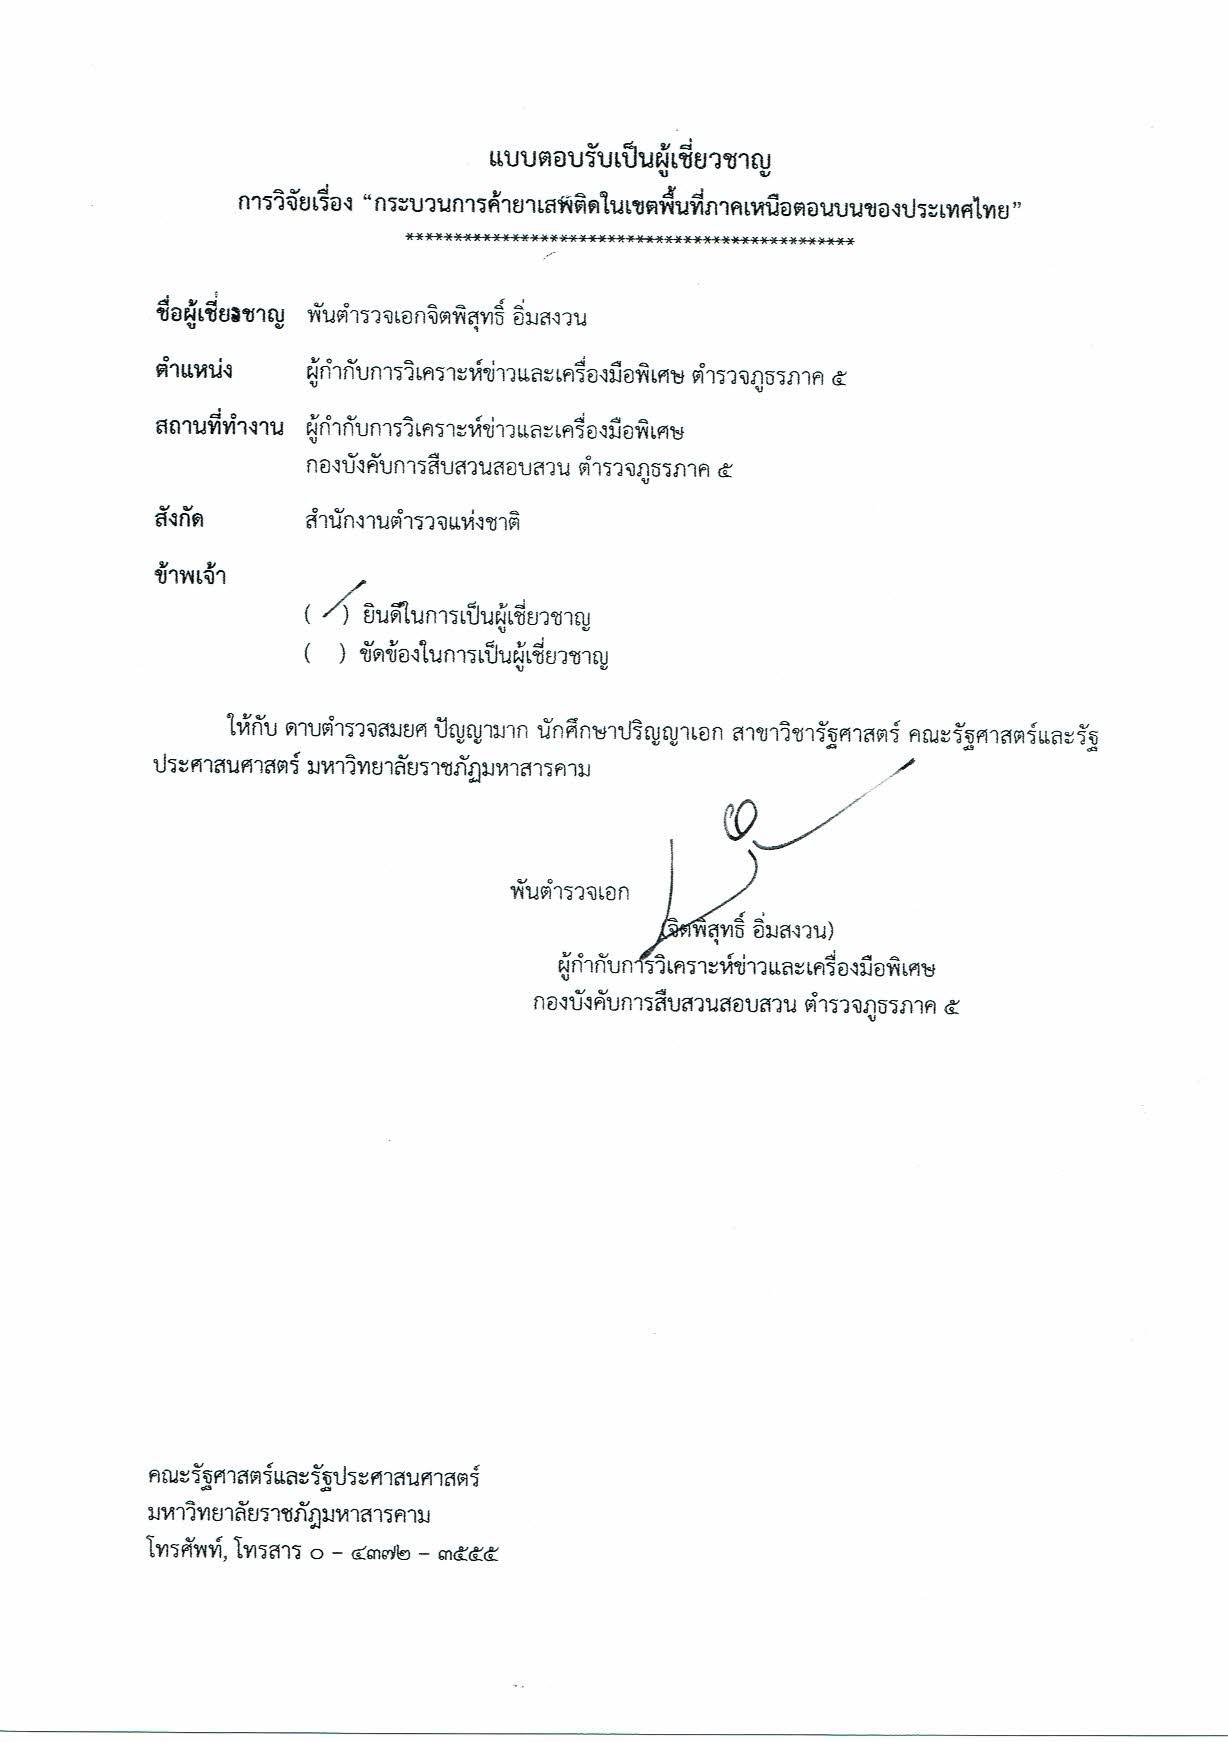 แบบตอบรับเป็นผู้เชี่ยวชาญ
การวิจัยเรื่อง “กระบวนการค้ายาเสพติดในเขตพื้นที่ภาคเหนือตอนบนของประเทศไทย”
***********************************************
ชื่อผู้เชี่ยวชาญ พันตำรวจเอกจิตพิสุทธิ์ อิ่มสงวน
ตำแหน่ง ผู้กำกับการวิเคราะห์ข่าวและเครื่องมือพิเศษ ตำรวจภูธรภาค ๕
สถานที่ทำงาน ผู้กำกับการวิเคราะห์ข่าวและเครื่องมือพิเศษ
กองบังคับการสืบสวนสอบสวน ตำรวจภูธรภาค ๕
สังกัด สำนักงานตำรวจแห่งชาติ
ข้าพเจ้า
( / ) ยินดีในการเป็นผู้เชี่ยวชาญ
( ) ขัดข้องในการเป็นผู้เชี่ยวชาญ
ให้กับ ดาบตำรวจสมยศ ปัญญามาก นักศึกษาปริญญาเอก สาขาวิชารัฐศาสตร์ คณะรัฐศาสตร์และรัฐ
ประศาสนศาสตร์ มหาวิทยาลัยราชภัฏมหาสารคาม
พันตำรวจเอก
(จิตพิสุทธิ์ อิ่มสงวน)
ผู้กำกับการวิเคราะห์ข่าวและเครื่องมือพิเศษ
กองบังคับการสืบสวนสอบสวน ตำรวจภูธรภาค ๕
คณะรัฐศาสตร์และรัฐประศาสนศาสตร์
มหาวิทยาลัยราชภัฎมหาสารคาม
โทรศัพท์, โทรสาร ๐ – ๔๓๗๒ – ๓๕๕๕